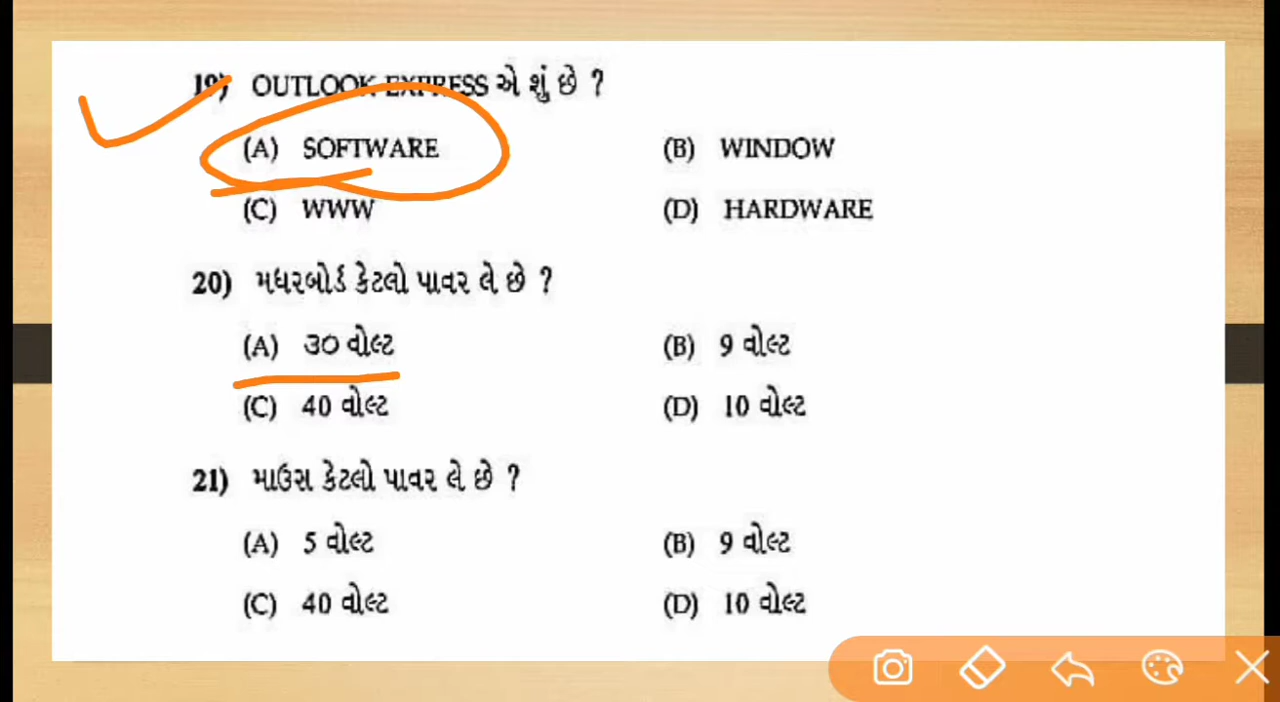 19) OUTLOOK EXPRESS એ શું છે ?
(A) SOFTWARE (B) WINDOW
(C) WWW (D) HARDWARE
20) મધરબોર્ડ કેટલો પાવર લે છે ?
(A) ૩૦ વોલ્ટ (B) 9 વોલ્ટ
(C) 40 વોલ્ટ (D) 10 વોલ્ટ
21) માઉસ કેટલો પાવર લે છે ?
(A) 5 વોલ્ટ (B) 9 વોલ્ટ
(C) 40 વોલ્ટ (D) 10 વોલ્ટ